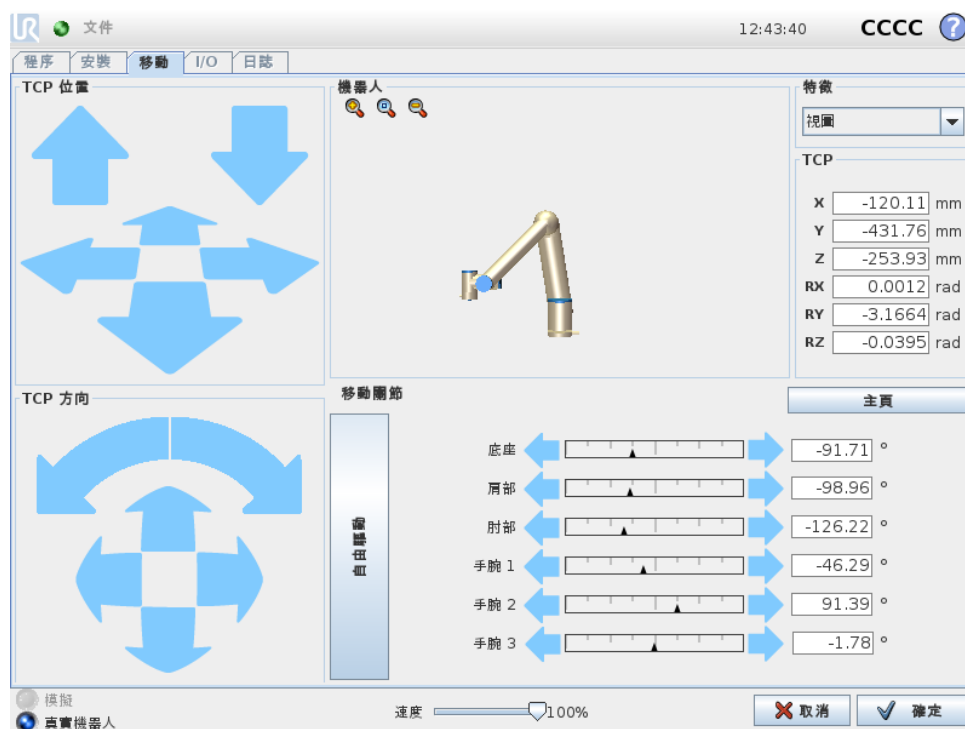 UR 文件 12:43:40 CCCC ?
程序 安裝 移動 I/O 日誌
TCP 位置
機器人
特徵
視圖
TCP
X -120.11 mm
Y -431.76 mm
Z -253.93 mm
RX 0.0012 rad
RY -3.1664 rad
RZ -0.0395 rad
TCP 方向
移動關節
主頁
自由驅動
底座 -91.71 °
肩部 -98.96 °
肘部 -126.22 °
手腕 1 -46.29 °
手腕 2 91.39 °
手腕 3 -1.78 °
模擬
真實機器人
速度 100%
取消
確定